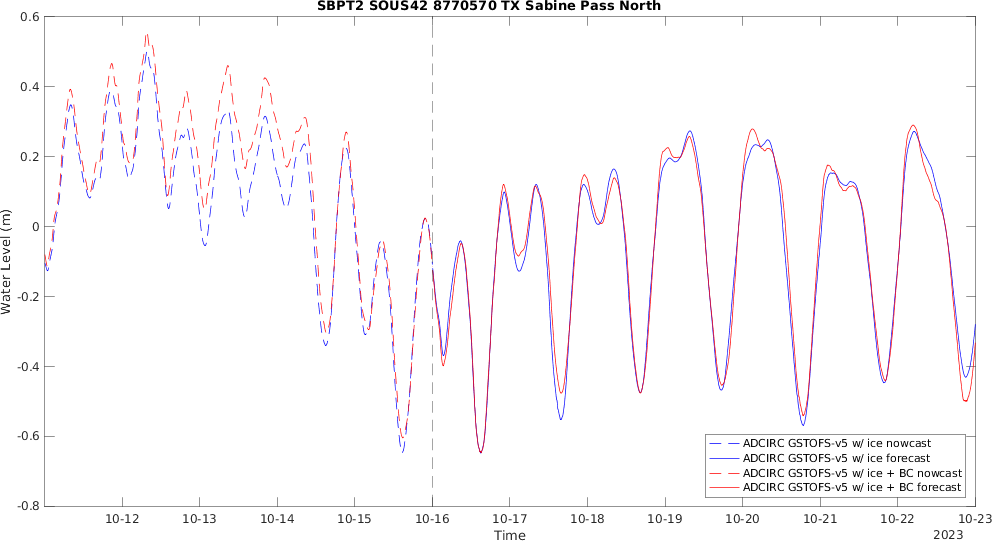 SBPT2 SOUS42 8770570 TX Sabine Pass North
Water Level (m)
0.6
0.4
0.2
0
-0.2
-0.4
-0.6
-0.8
ADCIRC GSTOFS-v5 w/ ice nowcast
ADCIRC GSTOFS-v5 w/ ice forecast
ADCIRC GSTOFS-v5 w/ ice + BC nowcast
ADCIRC GSTOFS-v5 w/ ice + BC forecast
10-12 10-13 10-14 10-15 10-16 10-17 10-18 10-19 10-20 10-21 10-22 10-23
Time
2023